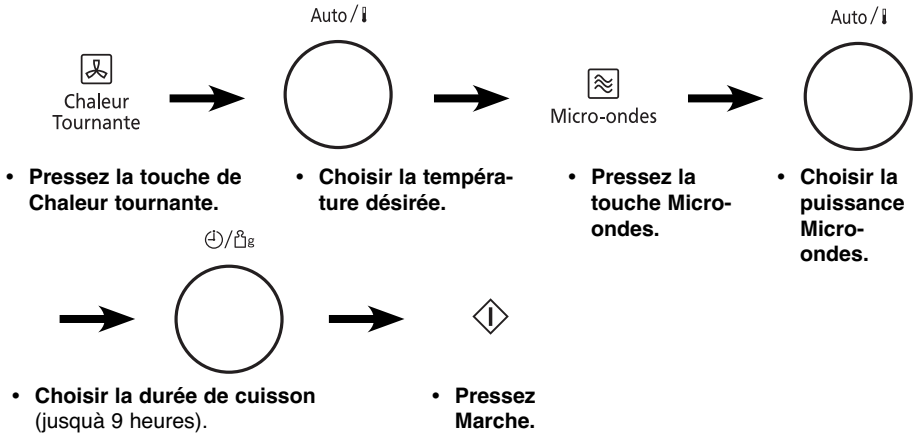 Auto/
Auto/
Chaleur
Tournante
Micro-ondes
• Pressez la touche de
Chaleur tournante.
• Choisir la tempéra-
ture désirée.
• Pressez la
touche Micro-
ondes.
• Choisir la
puissance
Micro-
ondes.
/g
• Choisir la durée de cuisson
(jusquà 9 heures).
• Pressez
Marche.